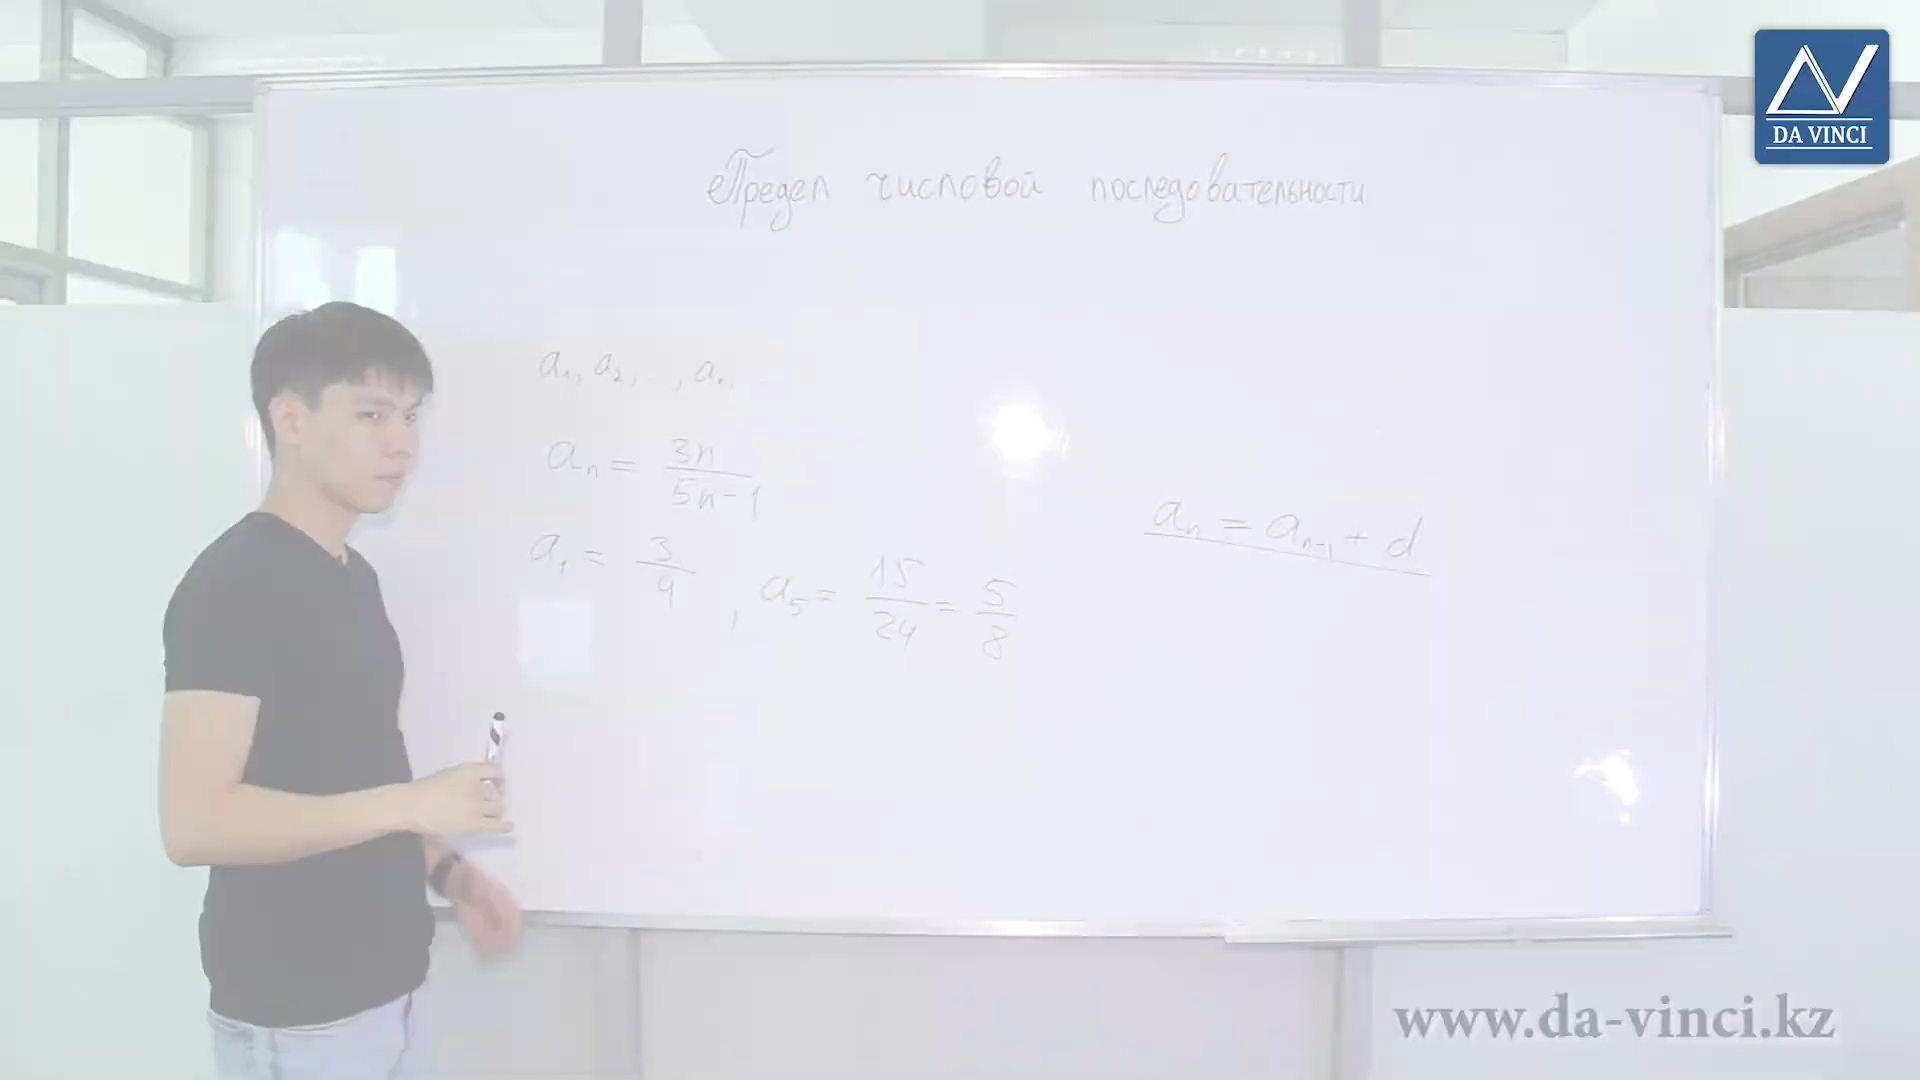 DA VINCI
Предел числовой последовательности
a₁, a₂, ..., aₙ.
aₙ = 3n/(5n-1)
a₁ = 3/4 , a₅ = 15/24 = 5/8
aₙ = aₙ₋₁ + d
www.da-vinci.kz